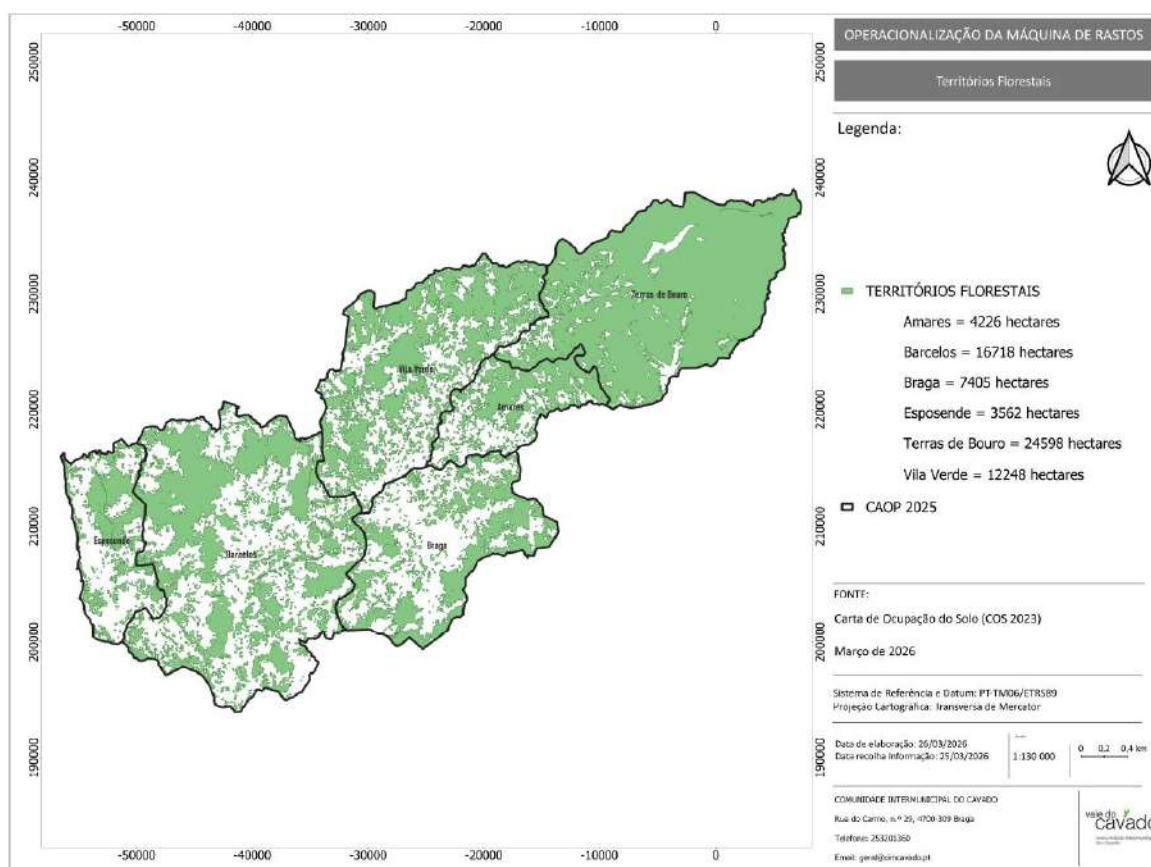 -50000 -40000 -30000 -20000 -10000 0
250000 240000 230000 220000 210000 200000 190000
Terras de Bouro
Vila Verde
Amares
Esposende
Barcelos
Braga
250000 240000 230000 220000 210000 200000 190000
-50000 -40000 -30000 -20000 -10000 0
OPERACIONALIZAÇÃO DA MÁQUINA DE RASTOS
Territórios Florestais
Legenda:
TERRITÓRIOS FLORESTAIS
Amares = 4226 hectares
Barcelos = 16718 hectares
Braga = 7405 hectares
Esposende = 3562 hectares
Terras de Bouro = 24598 hectares
Vila Verde = 12248 hectares
CAOP 2025
FONTE:
Carta de Ocupação do Solo (COS 2023)
Março de 2026
Sistema de Referência e Datum: PT-TM06/ETRS89
Projeção Cartográfica: Transversa de Mercator
Data de elaboração: 26/03/2026
Data recolha Informação: 25/03/2026
1:130 000
0 0,2 0,4 km
COMUNIDADE INTERMUNICIPAL DO CAVADO
Rua do Carmo, n.º 29, 4700-309 Braga
Telefone: 253201360
Email: geral@cimcavado.pt
vale do
cavado